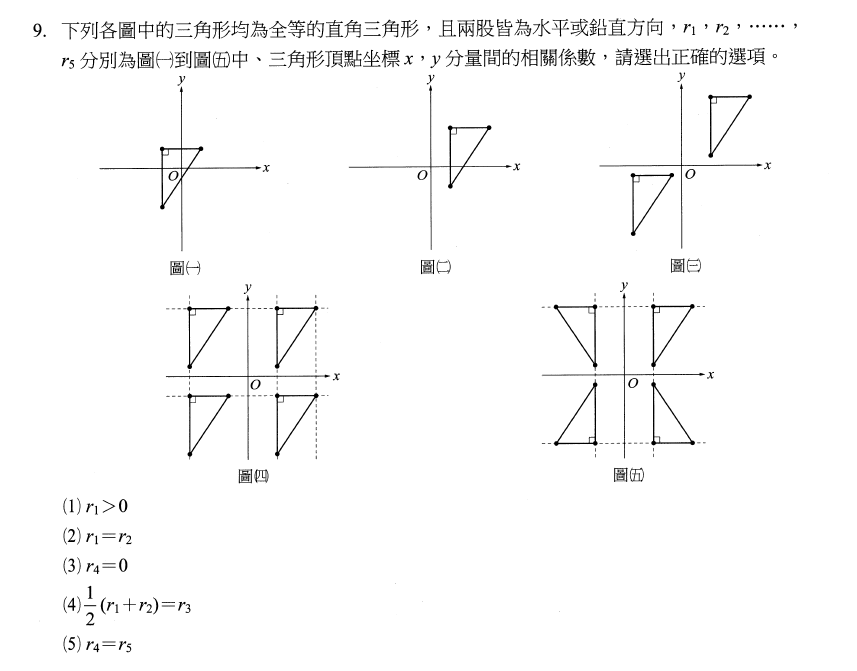 9. 下列各圖中的三角形均為全等的直角三角形，且兩股皆為水平或鉛直方向，r₁，r₂，……，
r₅ 分別為圖㈠到圖㈤中、三角形頂點坐標 x，y 分量間的相關係數，請選出正確的選項。
y y y
x x x
O O O
圖㈠ 圖㈡ 圖㈢
y y
x x
O O
圖㈣ 圖㈤
(1) r₁＞0
(2) r₁＝r₂
(3) r₄＝0
(4) 1/2 (r₁＋r₂)＝r₃
(5) r₄＝r₅